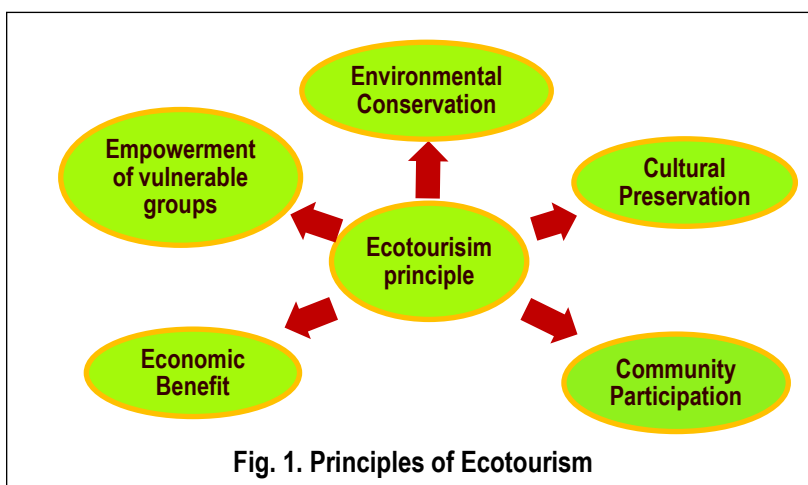 Environmental
Conservation
Empowerment
of vulnerable
groups
Cultural
Preservation
Ecotourisim
principle
Economic
Benefit
Community
Participation
Fig. 1. Principles of Ecotourism